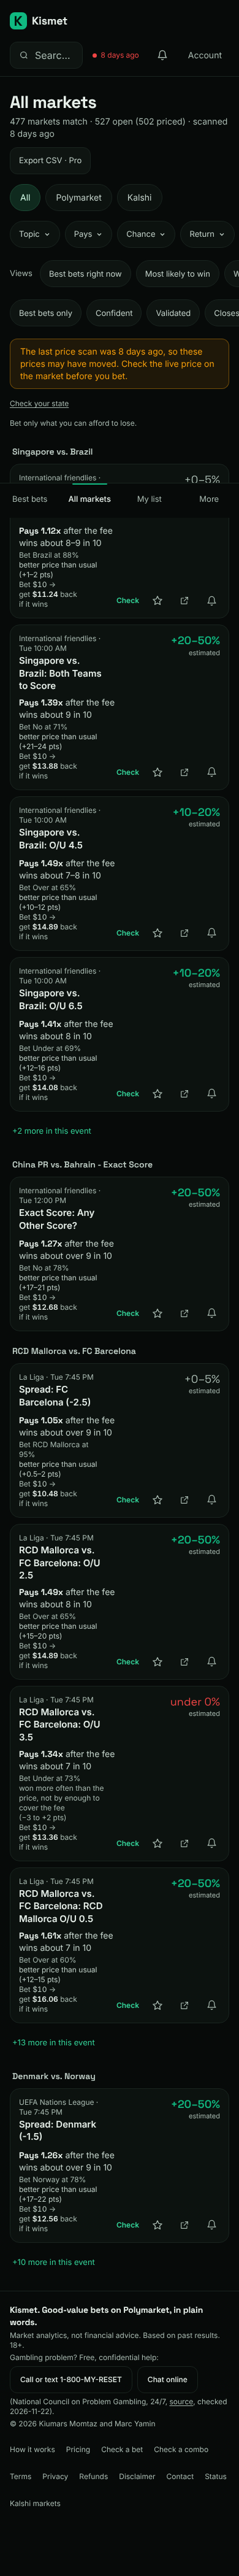 Kismet
Searc...
8 days ago
Account
All markets
477 markets match · 527 open (502 priced) · scanned
8 days ago
Export CSV · Pro
All
Polymarket
Kalshi
Topic
Pays
Chance
Return
Views
Best bets right now
Most likely to win
Best bets only
Confident
Validated
Closes
The last price scan was 8 days ago, so these
prices may have moved. Check the live price on
the market before you bet.
Check your state
Bet only what you can afford to lose.
Singapore vs. Brazil
International friendlies ·
+0–5%
Best bets
All markets
My list
More
Pays 1.12x after the fee
wins about 8–9 in 10
Bet Brazil at 88%
better price than usual
(+1–2 pts)
Bet $10 →
get $11.24 back
if it wins
Check
International friendlies ·
Tue 10:00 AM
+20–50%
estimated
Singapore vs.
Brazil: Both Teams
to Score
Pays 1.39x after the fee
wins about 9 in 10
Bet No at 71%
better price than usual
(+21–24 pts)
Bet $10 →
get $13.88 back
if it wins
Check
International friendlies ·
Tue 10:00 AM
+10–20%
estimated
Singapore vs.
Brazil: O/U 4.5
Pays 1.49x after the fee
wins about 7–8 in 10
Bet Over at 65%
better price than usual
(+10–12 pts)
Bet $10 →
get $14.89 back
if it wins
Check
International friendlies ·
Tue 10:00 AM
+10–20%
estimated
Singapore vs.
Brazil: O/U 6.5
Pays 1.41x after the fee
wins about 8 in 10
Bet Under at 69%
better price than usual
(+12–16 pts)
Bet $10 →
get $14.08 back
if it wins
Check
+2 more in this event
China PR vs. Bahrain - Exact Score
International friendlies ·
Tue 12:00 PM
+20–50%
estimated
Exact Score: Any
Other Score?
Pays 1.27x after the fee
wins about over 9 in 10
Bet No at 78%
better price than usual
(+17–21 pts)
Bet $10 →
get $12.68 back
if it wins
Check
RCD Mallorca vs. FC Barcelona
La Liga · Tue 7:45 PM
+0–5%
estimated
Spread: FC
Barcelona (-2.5)
Pays 1.05x after the fee
wins about over 9 in 10
Bet RCD Mallorca at
95%
better price than usual
(+0.5–2 pts)
Bet $10 →
get $10.48 back
if it wins
Check
La Liga · Tue 7:45 PM
+20–50%
estimated
RCD Mallorca vs.
FC Barcelona: O/U
2.5
Pays 1.49x after the fee
wins about 8 in 10
Bet Over at 65%
better price than usual
(+15–20 pts)
Bet $10 →
get $14.89 back
if it wins
Check
La Liga · Tue 7:45 PM
under 0%
estimated
RCD Mallorca vs.
FC Barcelona: O/U
3.5
Pays 1.34x after the fee
wins about 7 in 10
Bet Under at 73%
won more often than the
price, not by enough to
cover the fee
(−3 to +2 pts)
Bet $10 →
get $13.36 back
if it wins
Check
La Liga · Tue 7:45 PM
+20–50%
estimated
RCD Mallorca vs.
FC Barcelona: RCD
Mallorca O/U 0.5
Pays 1.61x after the fee
wins about 7 in 10
Bet Over at 60%
better price than usual
(+12–15 pts)
Bet $10 →
get $16.06 back
if it wins
Check
+13 more in this event
Denmark vs. Norway
UEFA Nations League ·
Tue 7:45 PM
+20–50%
estimated
Spread: Denmark
(-1.5)
Pays 1.26x after the fee
wins about over 9 in 10
Bet Norway at 78%
better price than usual
(+17–22 pts)
Bet $10 →
get $12.56 back
if it wins
Check
+10 more in this event
Kismet. Good-value bets on Polymarket, in plain
words.
Market analytics, not financial advice. Based on past results.
18+.
Gambling problem? Free, confidential help:
Call or text 1-800-MY-RESET
Chat online
(National Council on Problem Gambling, 24/7, source, checked
2026-11-22).
© 2026 Kiumars Momtaz and Marc Yamin
How it works
Pricing
Check a bet
Check a combo
Terms
Privacy
Refunds
Disclaimer
Contact
Status
Kalshi markets